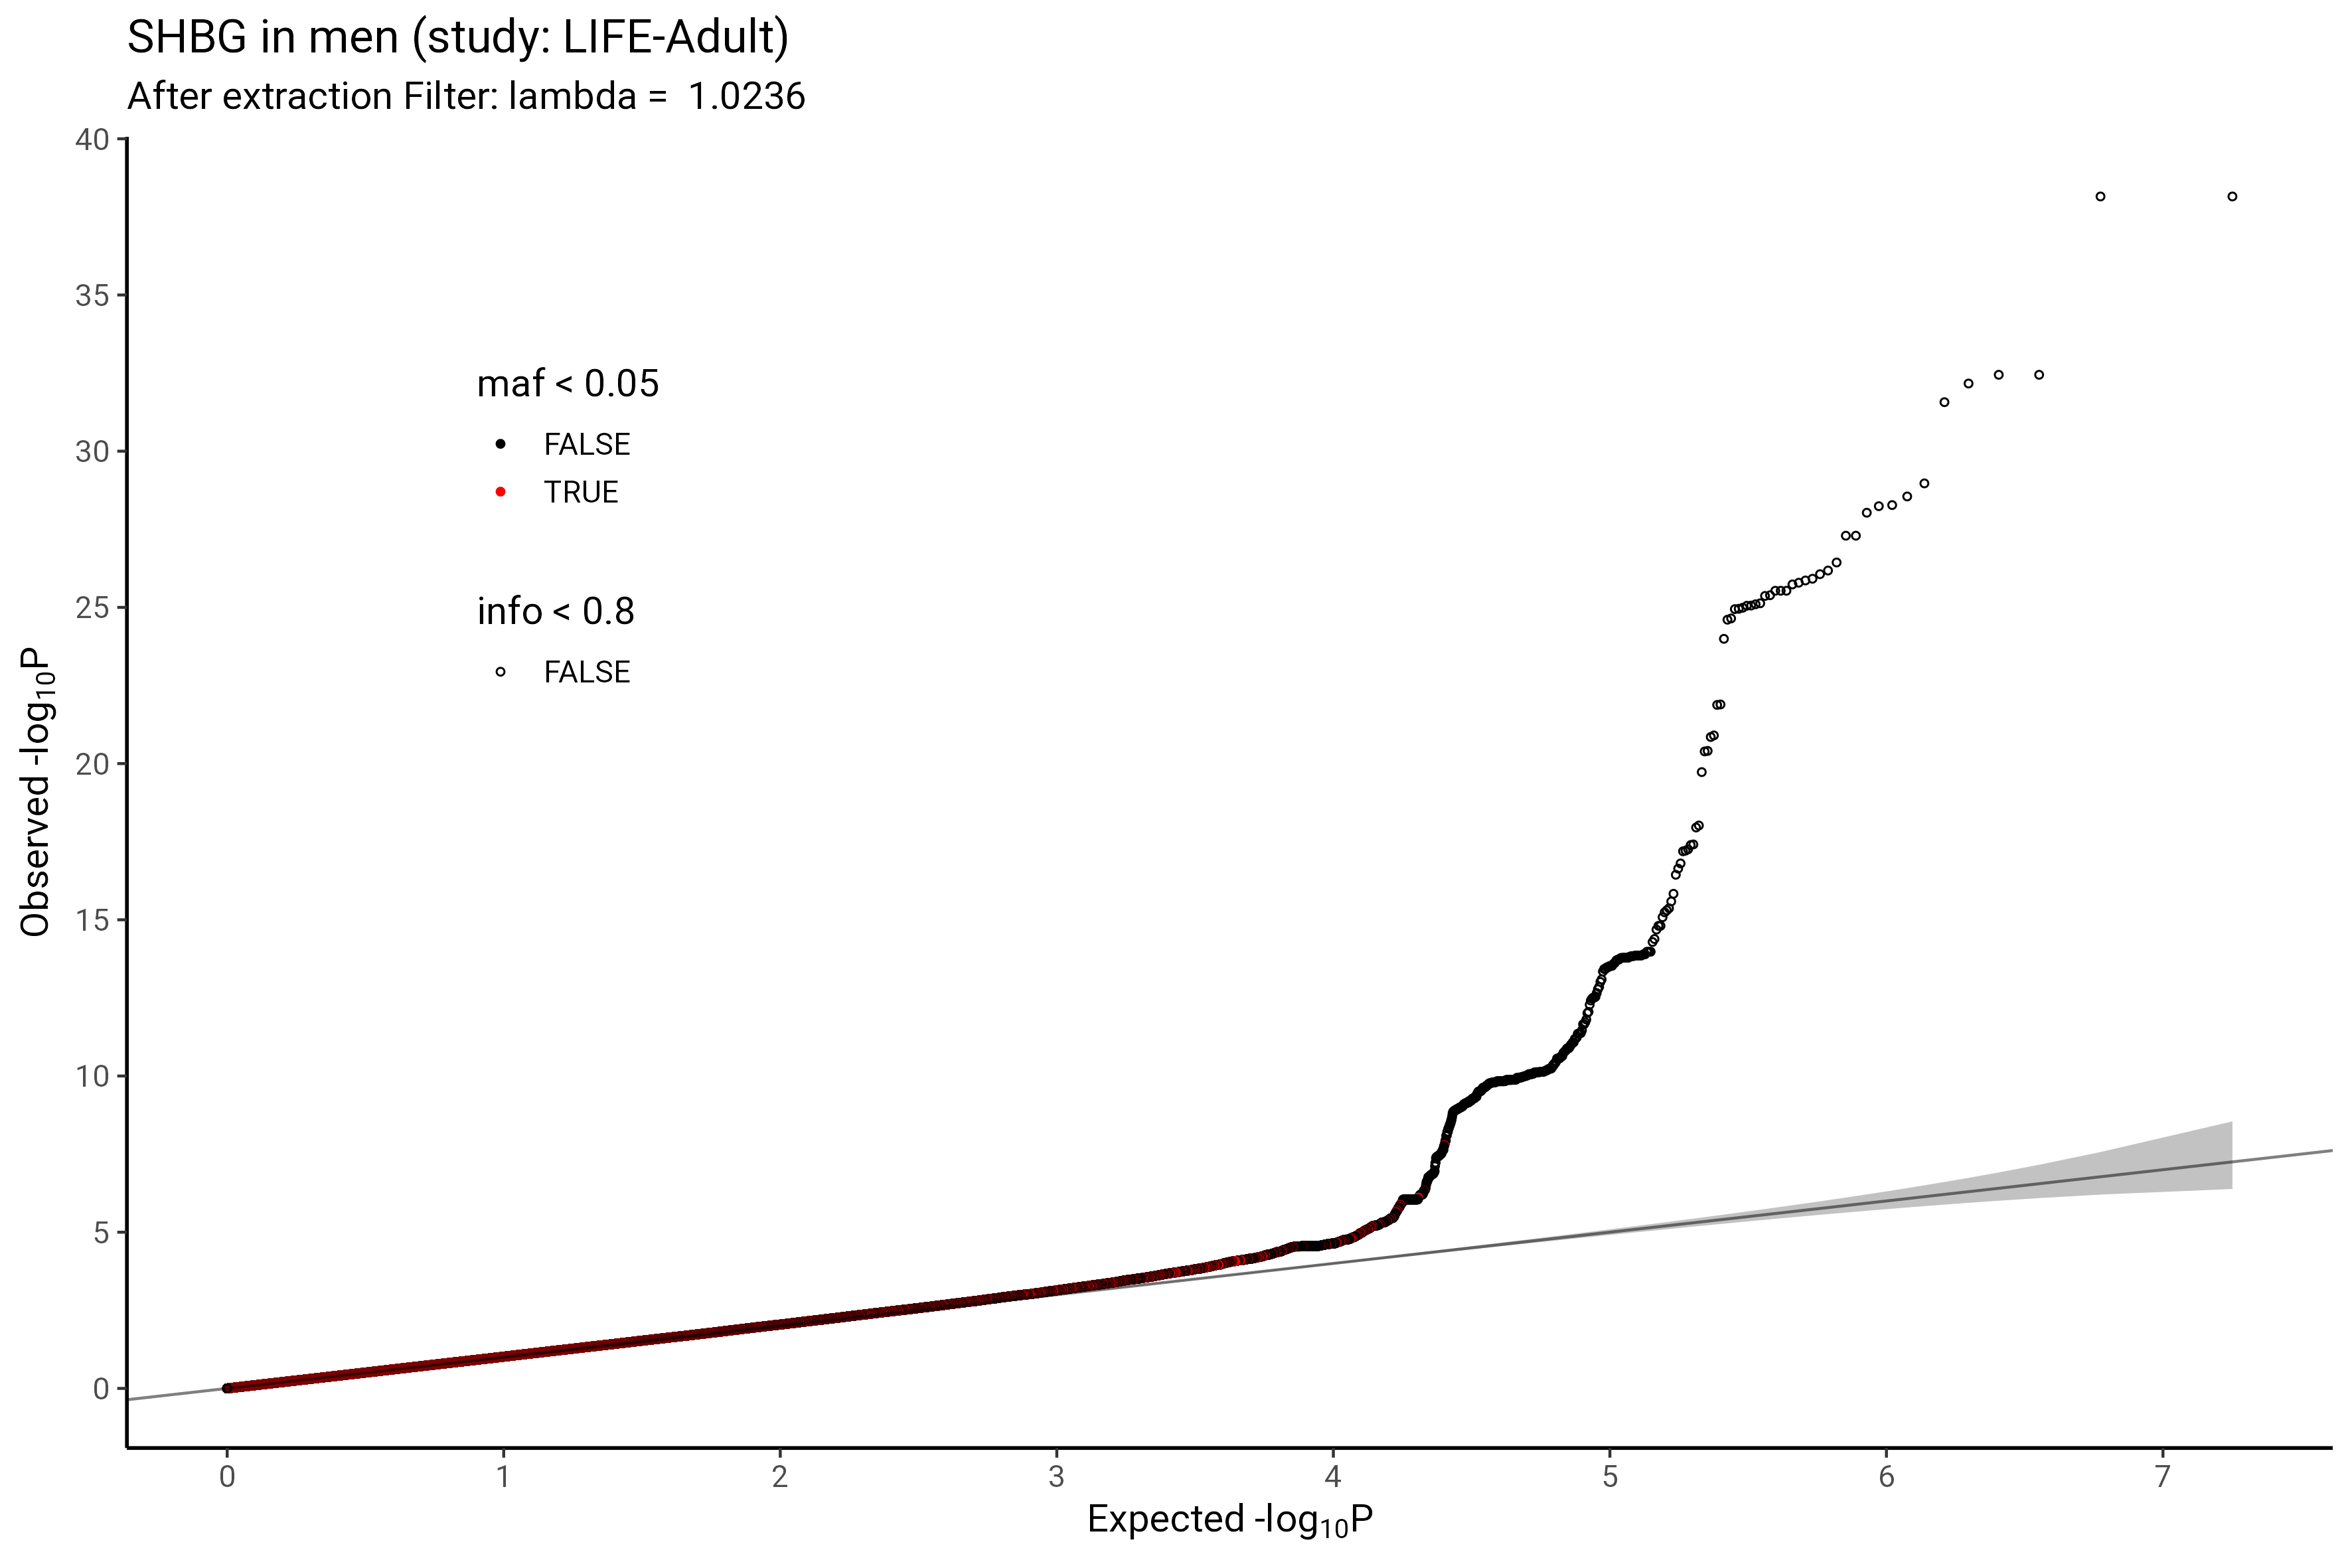 SHBG in men (study: LIFE-Adult)
After extraction Filter: lambda = 1.0236
40
35
30
25
20
15
10
5
0
Observed -log10P
maf < 0.05
FALSE
TRUE
info < 0.8
FALSE
0 1 2 3 4 5 6 7
Expected -log10P